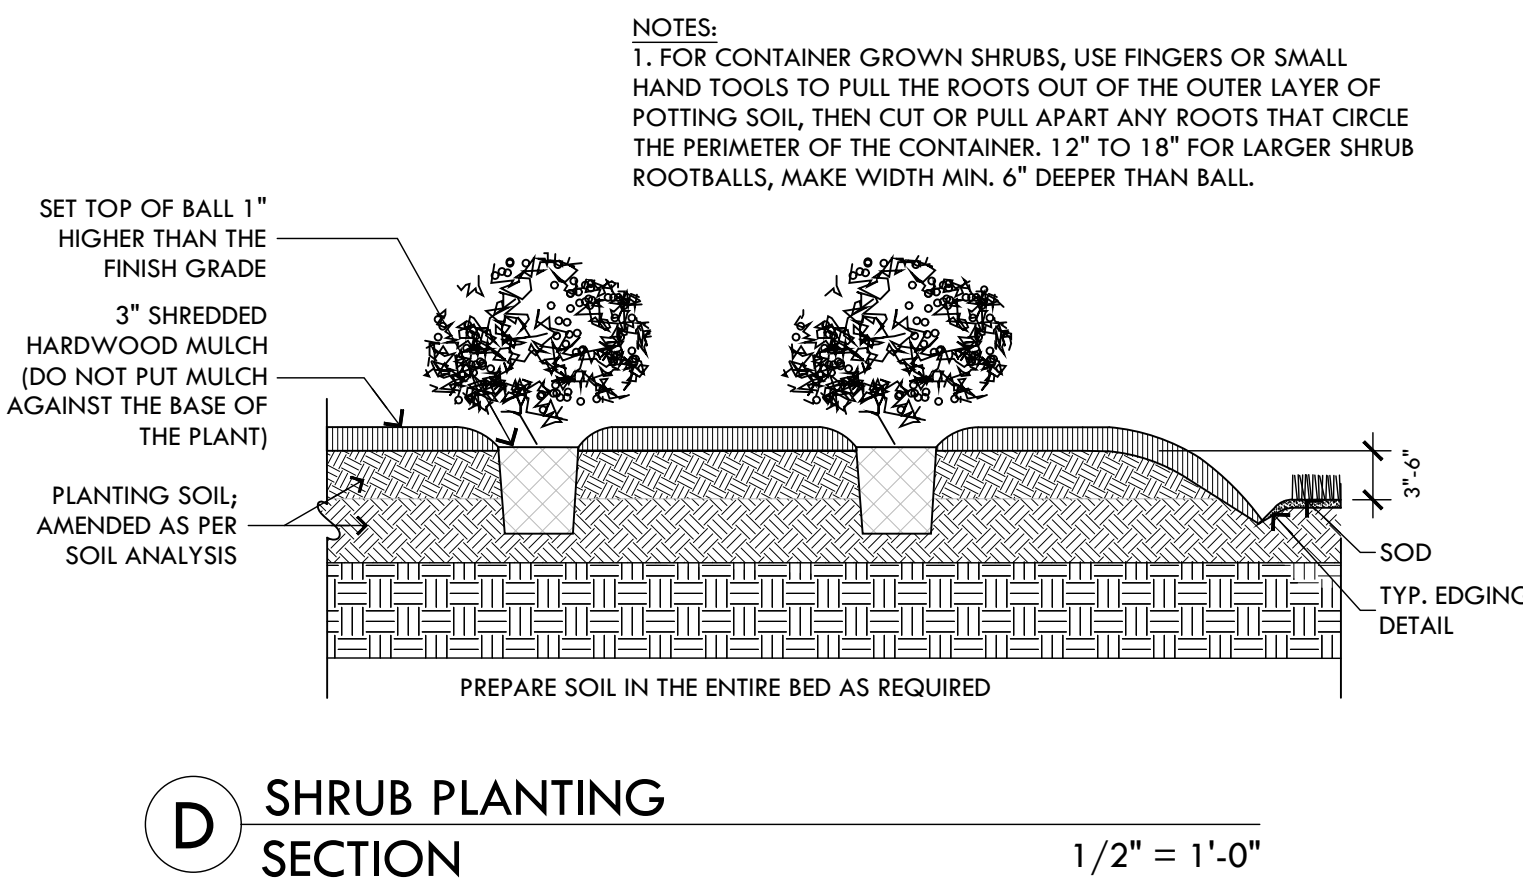 NOTES:
1. FOR CONTAINER GROWN SHRUBS, USE FINGERS OR SMALL
HAND TOOLS TO PULL THE ROOTS OUT OF THE OUTER LAYER OF
POTTING SOIL, THEN CUT OR PULL APART ANY ROOTS THAT CIRCLE
THE PERIMETER OF THE CONTAINER. 12" TO 18" FOR LARGER SHRUB
ROOTBALLS, MAKE WIDTH MIN. 6" DEEPER THAN BALL.
SET TOP OF BALL 1"
HIGHER THAN THE
FINISH GRADE
3" SHREDDED
HARDWOOD MULCH
(DO NOT PUT MULCH
AGAINST THE BASE OF
THE PLANT)
PLANTING SOIL;
AMENDED AS PER
SOIL ANALYSIS
3"-6"
SOD
TYP. EDGING
DETAIL
PREPARE SOIL IN THE ENTIRE BED AS REQUIRED
D
SHRUB PLANTING
SECTION
1/2" = 1'-0"